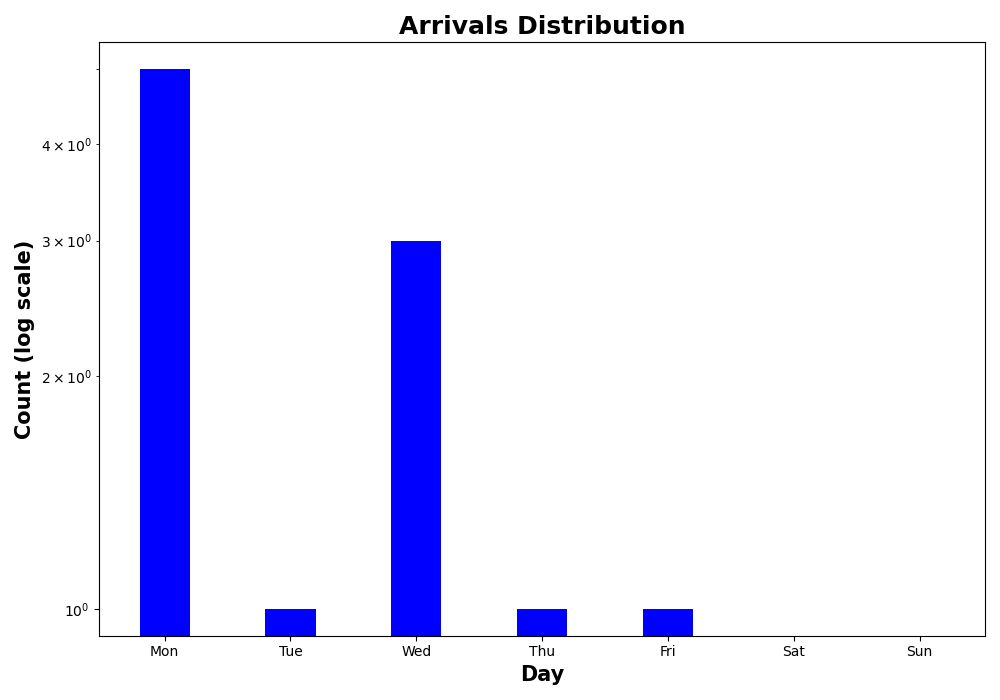 Arrivals Distribution
4 × 10⁰
3 × 10⁰
2 × 10⁰
10⁰
Count (log scale)
Mon Tue Wed Thu Fri Sat Sun
Day